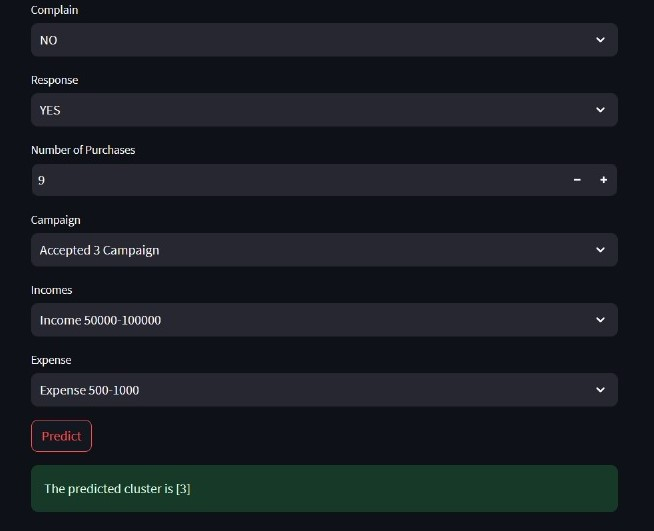 Complain
NO
Response
YES
Number of Purchases
9
Campaign
Accepted 3 Campaign
Incomes
Income 50000-100000
Expense
Expense 500-1000
Predict
The predicted cluster is [3]